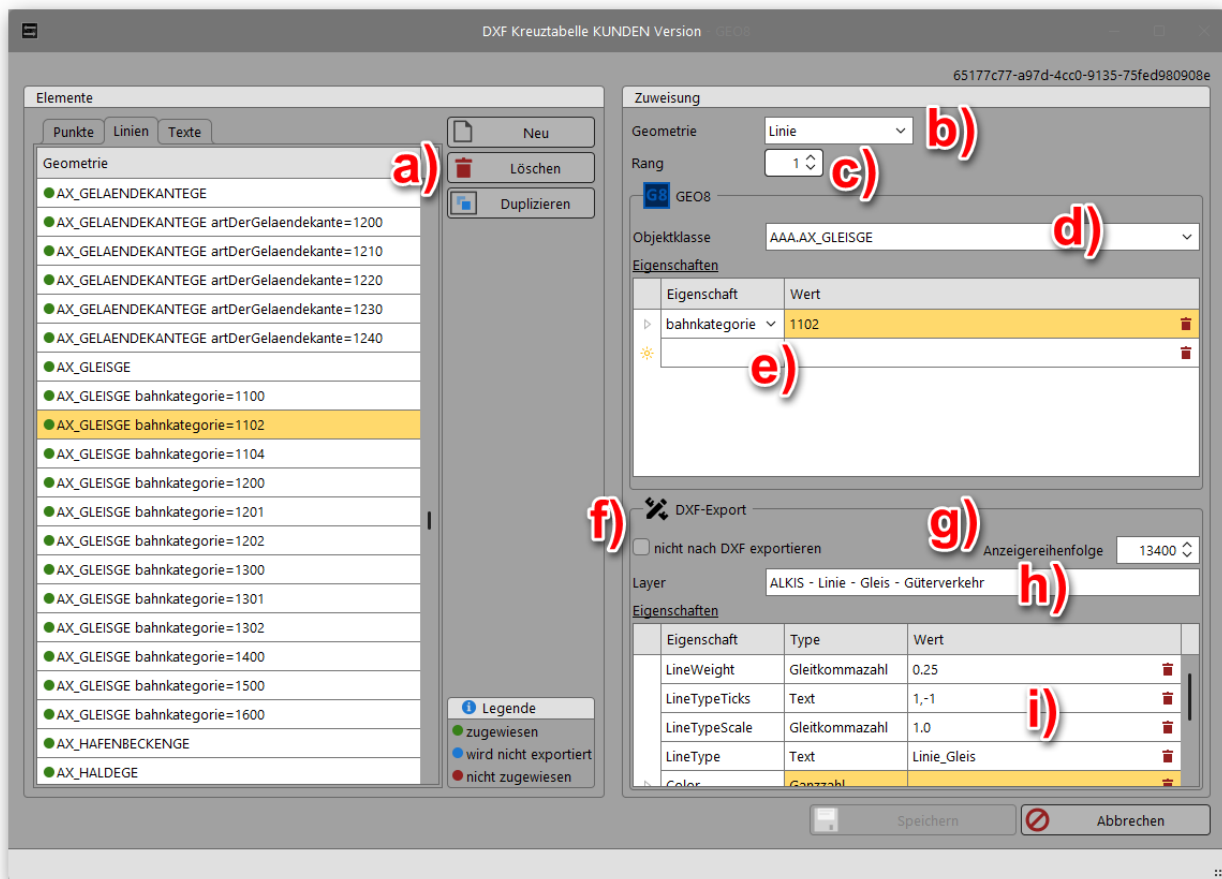 DXF Kreuztabelle KUNDEN Version - GEO8
65177c77-a97d-4cc0-9135-75fed980908e
Elemente
Punkte Linien Texte
Geometrie
AX_GELAENDEKANTEGE
AX_GELAENDEKANTEGE artDerGelaendekante=1200
AX_GELAENDEKANTEGE artDerGelaendekante=1210
AX_GELAENDEKANTEGE artDerGelaendekante=1220
AX_GELAENDEKANTEGE artDerGelaendekante=1230
AX_GELAENDEKANTEGE artDerGelaendekante=1240
AX_GLEISGE
AX_GLEISGE bahnkategorie=1100
AX_GLEISGE bahnkategorie=1102
AX_GLEISGE bahnkategorie=1104
AX_GLEISGE bahnkategorie=1200
AX_GLEISGE bahnkategorie=1201
AX_GLEISGE bahnkategorie=1202
AX_GLEISGE bahnkategorie=1300
AX_GLEISGE bahnkategorie=1301
AX_GLEISGE bahnkategorie=1302
AX_GLEISGE bahnkategorie=1400
AX_GLEISGE bahnkategorie=1500
AX_GLEISGE bahnkategorie=1600
AX_HAFENBECKENGE
AX_HALDEGE
a)
Neu
Löschen
Duplizieren
Legende
zugewiesen
wird nicht exportiert
nicht zugewiesen
Zuweisung
Geometrie Linie b)
Rang 1 c)
G8 GEO8
Objektklasse AAA.AX_GLEISGE d)
Eigenschaften
Eigenschaft Wert
bahnkategorie 1102
e)
f)
DXF-Export
g)
nicht nach DXF exportieren Anzeigereihenfolge 13400
Layer ALKIS - Linie - Gleis - Güterverkehr h)
Eigenschaften
Eigenschaft Type Wert
LineWeight Gleitkommazahl 0.25
LineTypeTicks Text 1,-1 i)
LineTypeScale Gleitkommazahl 1.0
LineType Text Linie_Gleis
Color Ganzzahl
Speichern Abbrechen